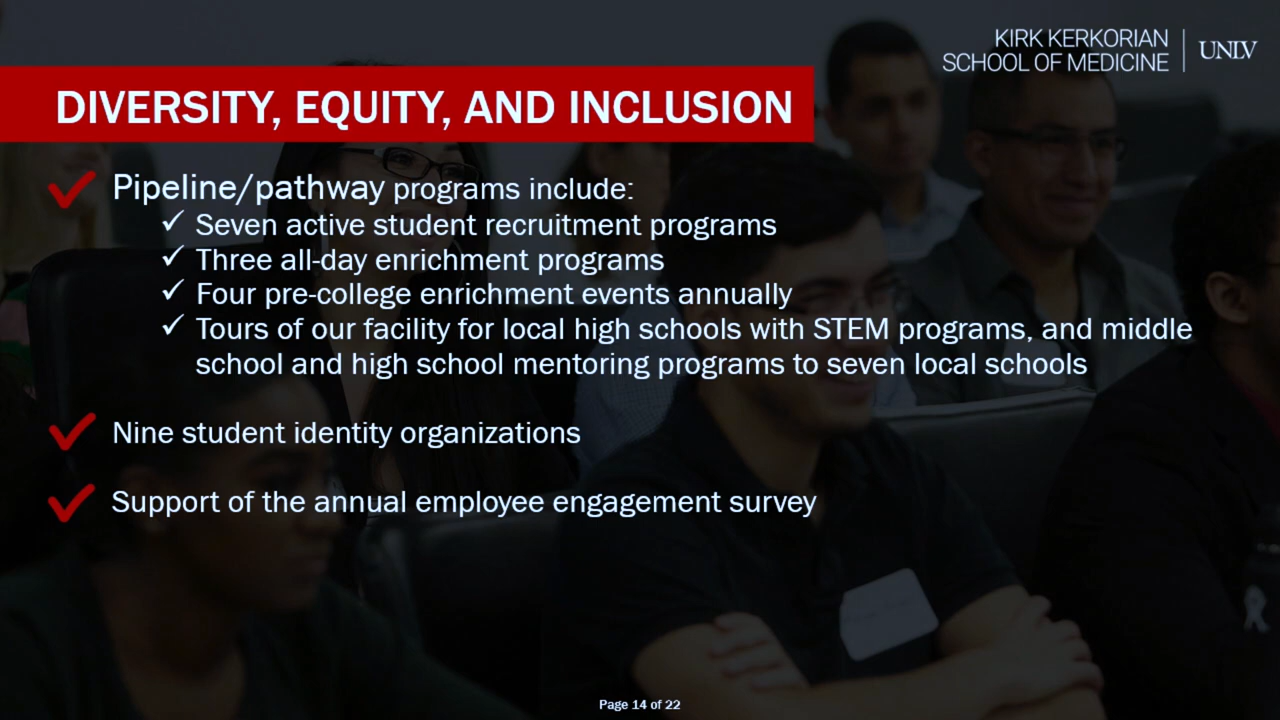 KIRK KERKORIAN
SCHOOL OF MEDICINE
UNLV
DIVERSITY, EQUITY, AND INCLUSION
Pipeline/pathway programs include:
Seven active student recruitment programs
Three all-day enrichment programs
Four pre-college enrichment events annually
Tours of our facility for local high schools with STEM programs, and middle
school and high school mentoring programs to seven local schools
Nine student identity organizations
Support of the annual employee engagement survey
Page 14 of 22